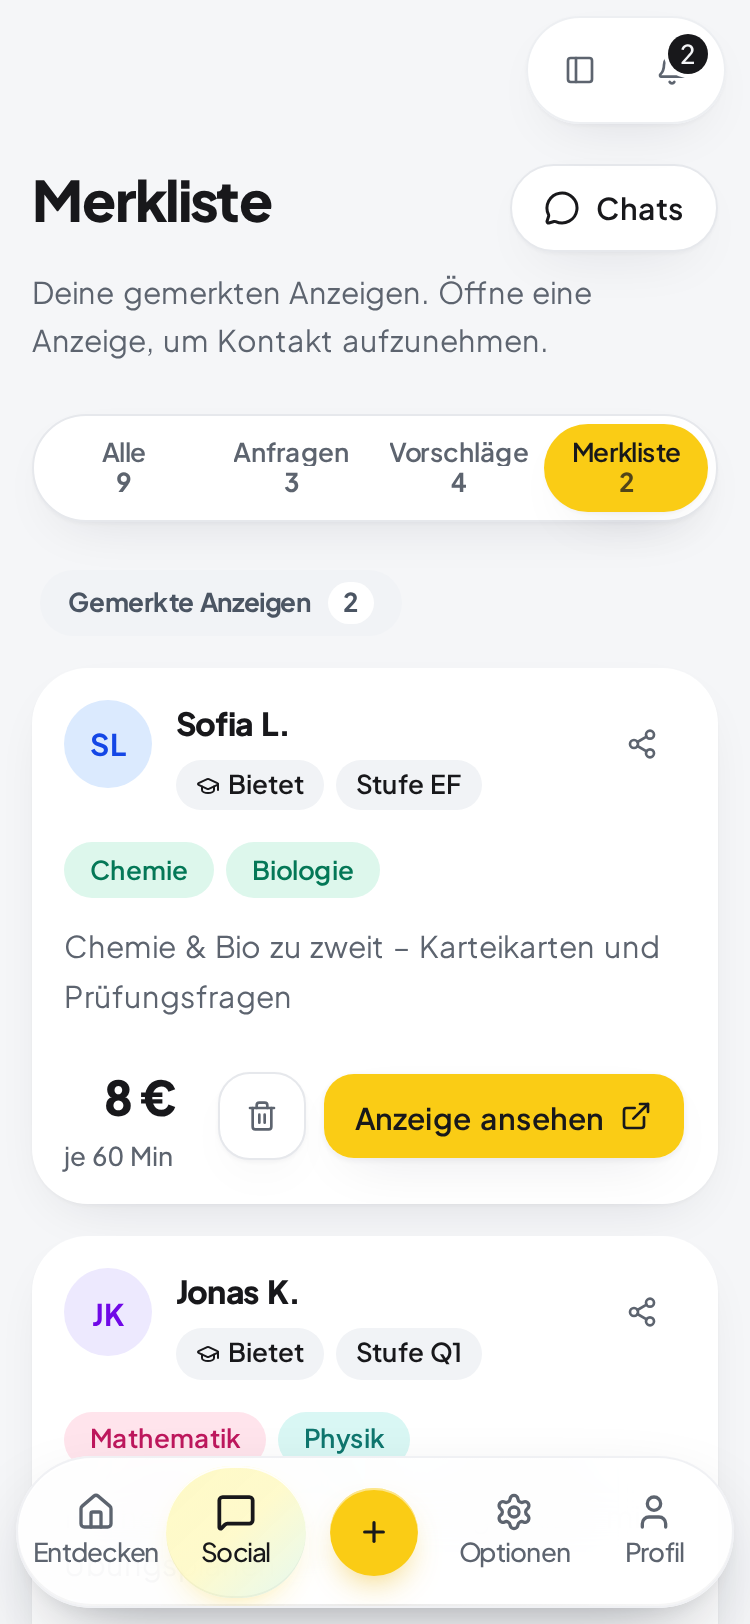 2
Merkliste
Chats
Deine gemerkten Anzeigen. Öffne eine
Anzeige, um Kontakt aufzunehmen.
Alle
9
Anfragen
3
Vorschläge
4
Merkliste
2
Gemerkte Anzeigen 2
SL
Sofia L.
Bietet
Stufe EF
Chemie
Biologie
Chemie & Bio zu zweit – Karteikarten und
Prüfungsfragen
8 €
je 60 Min
Anzeige ansehen
JK
Jonas K.
Bietet
Stufe Q1
Mathematik
Physik
Entdecken
Social
Optionen
Profil